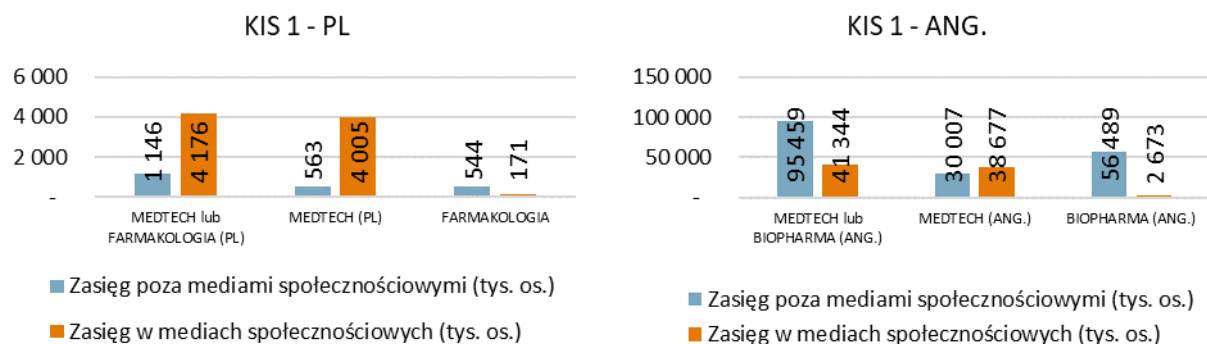 KIS 1 - PL
6 000
4 000
2 000
-
1 146
4 176
563
4 005
544
171
MEDTECH lub
FARMAKOLOGIA (PL)
MEDTECH (PL)
FARMAKOLOGIA
Zasięg poza mediami społecznościowymi (tys. os.)
Zasięg w mediach społecznościowych (tys. os.)
KIS 1 - ANG.
150 000
100 000
50 000
-
95 459
41 344
30 007
38 677
56 489
2 673
MEDTECH lub
BIOPHARMA (ANG.)
MEDTECH (ANG.)
BIOPHARMA (ANG.)
Zasięg poza mediami społecznościowymi (tys. os.)
Zasięg w mediach społecznościowych (tys. os.)